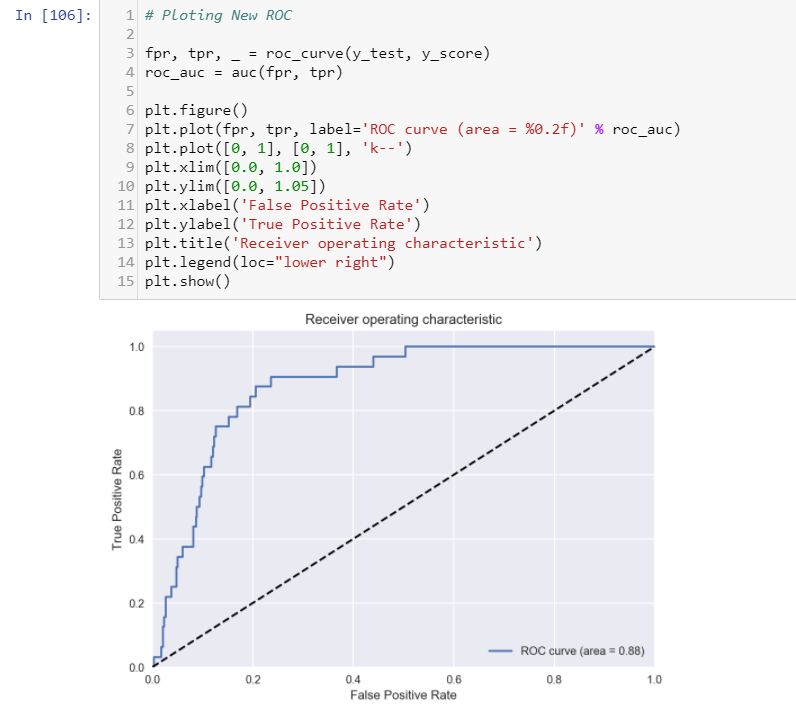 In [106]:
1 # Ploting New ROC
2
3 fpr, tpr, _ = roc_curve(y_test, y_score)
4 roc_auc = auc(fpr, tpr)
5
6 plt.figure()
7 plt.plot(fpr, tpr, label='ROC curve (area = %0.2f)' % roc_auc)
8 plt.plot([0, 1], [0, 1], 'k--')
9 plt.xlim([0.0, 1.0])
10 plt.ylim([0.0, 1.05])
11 plt.xlabel('False Positive Rate')
12 plt.ylabel('True Positive Rate')
13 plt.title('Receiver operating characteristic')
14 plt.legend(loc="lower right")
15 plt.show()
Receiver operating characteristic
1.0
0.8
0.6
0.4
0.2
0.0
True Positive Rate
ROC curve (area = 0.88)
0.0 0.2 0.4 0.6 0.8 1.0
False Positive Rate